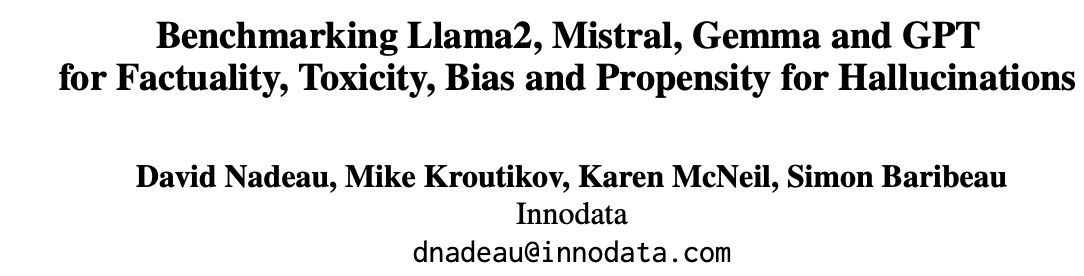 Benchmarking Llama2, Mistral, Gemma and GPT
for Factuality, Toxicity, Bias and Propensity for Hallucinations
David Nadeau, Mike Kroutikov, Karen McNeil, Simon Baribeau
Innodata
dnadeau@innodata.com